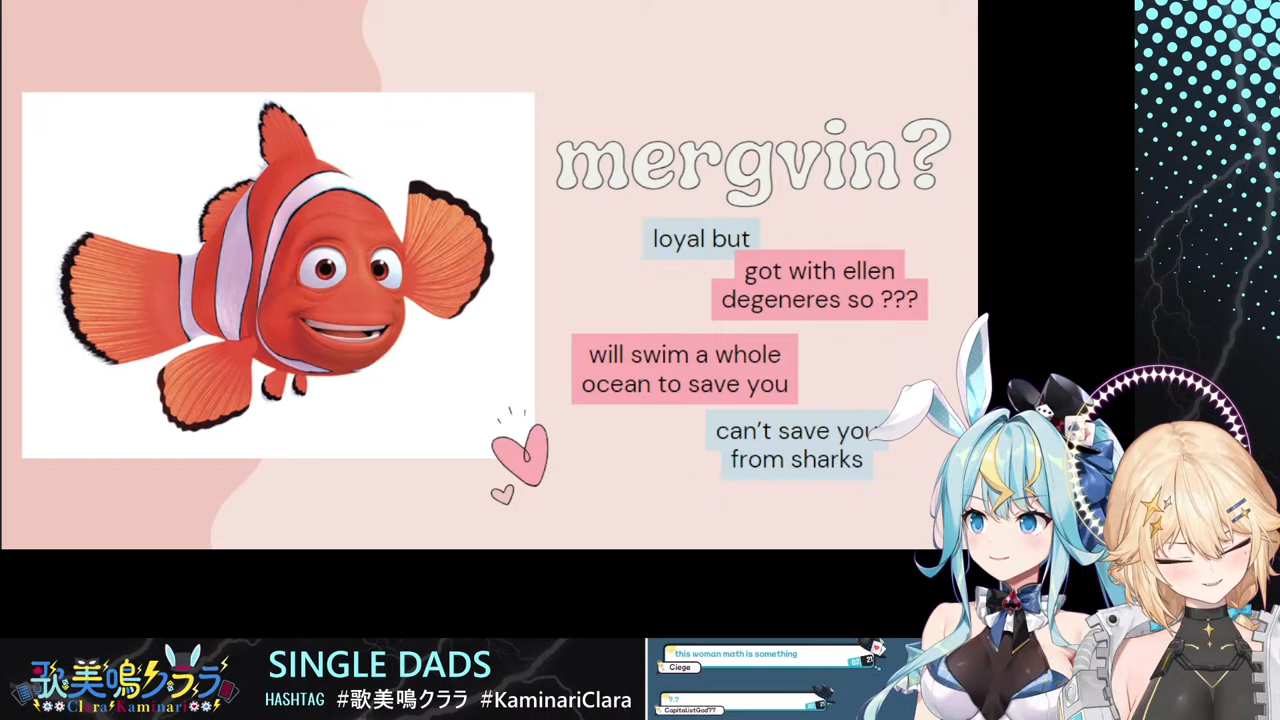 mergvin?
loyal but
got with ellen
degeneres so ???
will swim a whole
ocean to save you
can't save you
from sharks
歌美鳴クララ
Clara Kaminari
SINGLE DADS
HASHTAG #歌美鳴クララ #KaminariClara
this woman math is something
Ciege
7.7
CapitalistGod77